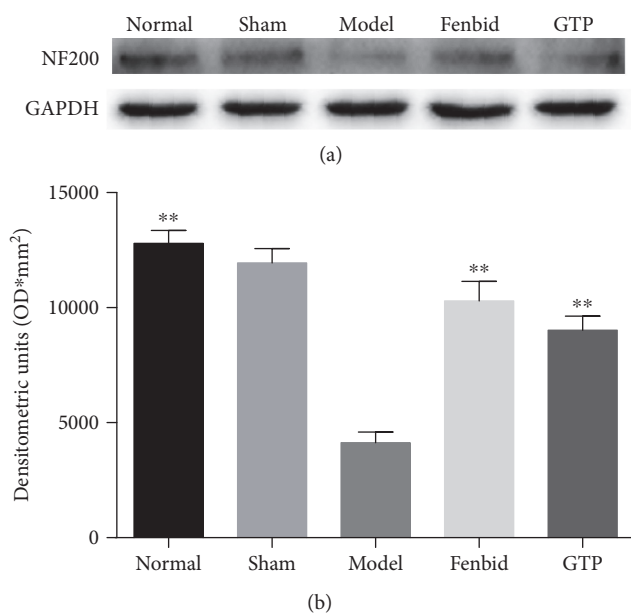 Normal Sham Model Fenbid GTP
NF200
GAPDH
(a)
Densitometric units (OD*mm²)
15000
10000
5000
0
**
**
**
Normal Sham Model Fenbid GTP
(b)